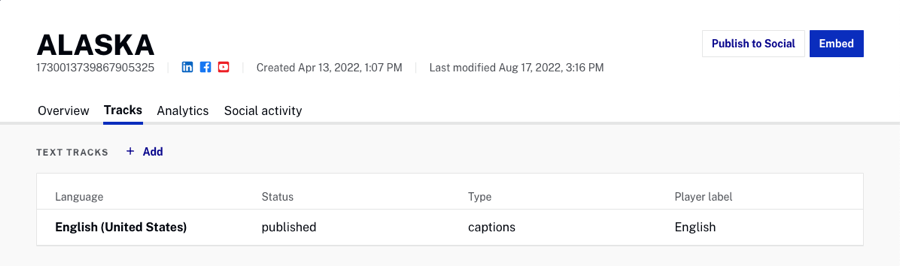 ALASKA
Publish to Social Embed
1730013739867905325 in f Created Apr 13, 2022, 1:07 PM Last modified Aug 17, 2022, 3:16 PM
Overview Tracks Analytics Social activity
TEXT TRACKS + Add
Language Status Type Player label
English (United States) published captions English